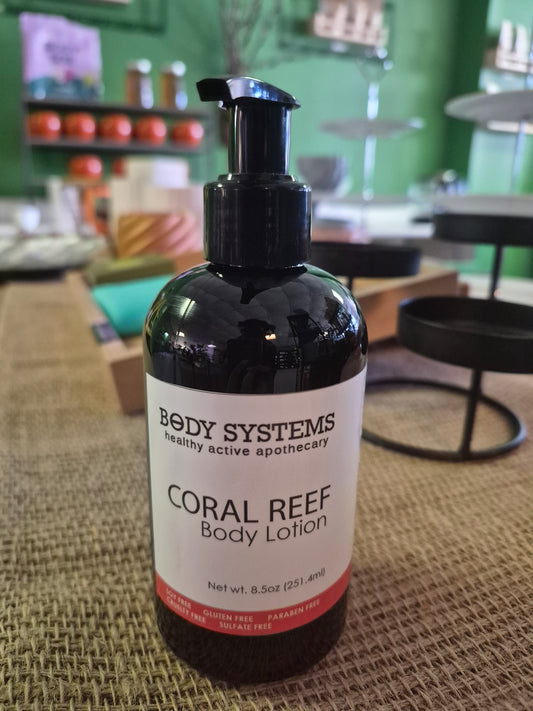 BODY SYSTEMS
healthy active apothecary
CORAL REEF
Body Lotion
Net wt. 8.5oz (251.4ml)
SOY FREE GLUTEN FREE PARABEN FREE
CRUELTY FREE SULFATE FREE